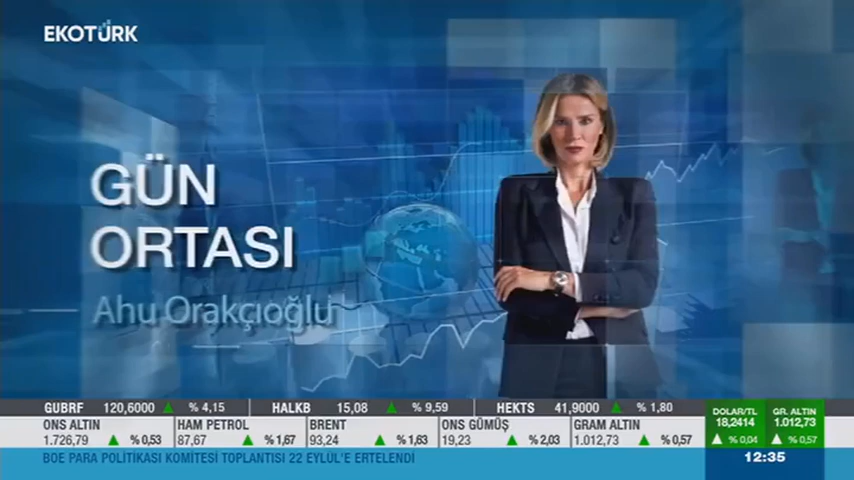 EKOTÜRK
GÜN
ORTASI
Ahu Orakçıoğlu
GUBRF 120,6000 % 4,15 HALKB 15,08 % 9,59 HEKTS 41,9000 % 1,80
ONS ALTIN HAM PETROL BRENT ONS GÜMÜŞ GRAM ALTIN
1.726,79 % 0,53 87,67 % 1,67 93,24 % 1,63 19,23 % 2,03 1.012,73 % 0,57
DOLAR/TL GR. ALTIN
18,2414 1.012,73
% 0,04 % 0,57
BOE PARA POLİTİKASI KOMİTESİ TOPLANTISI 22 EYLÜL'E ERTELENDİ
12:35